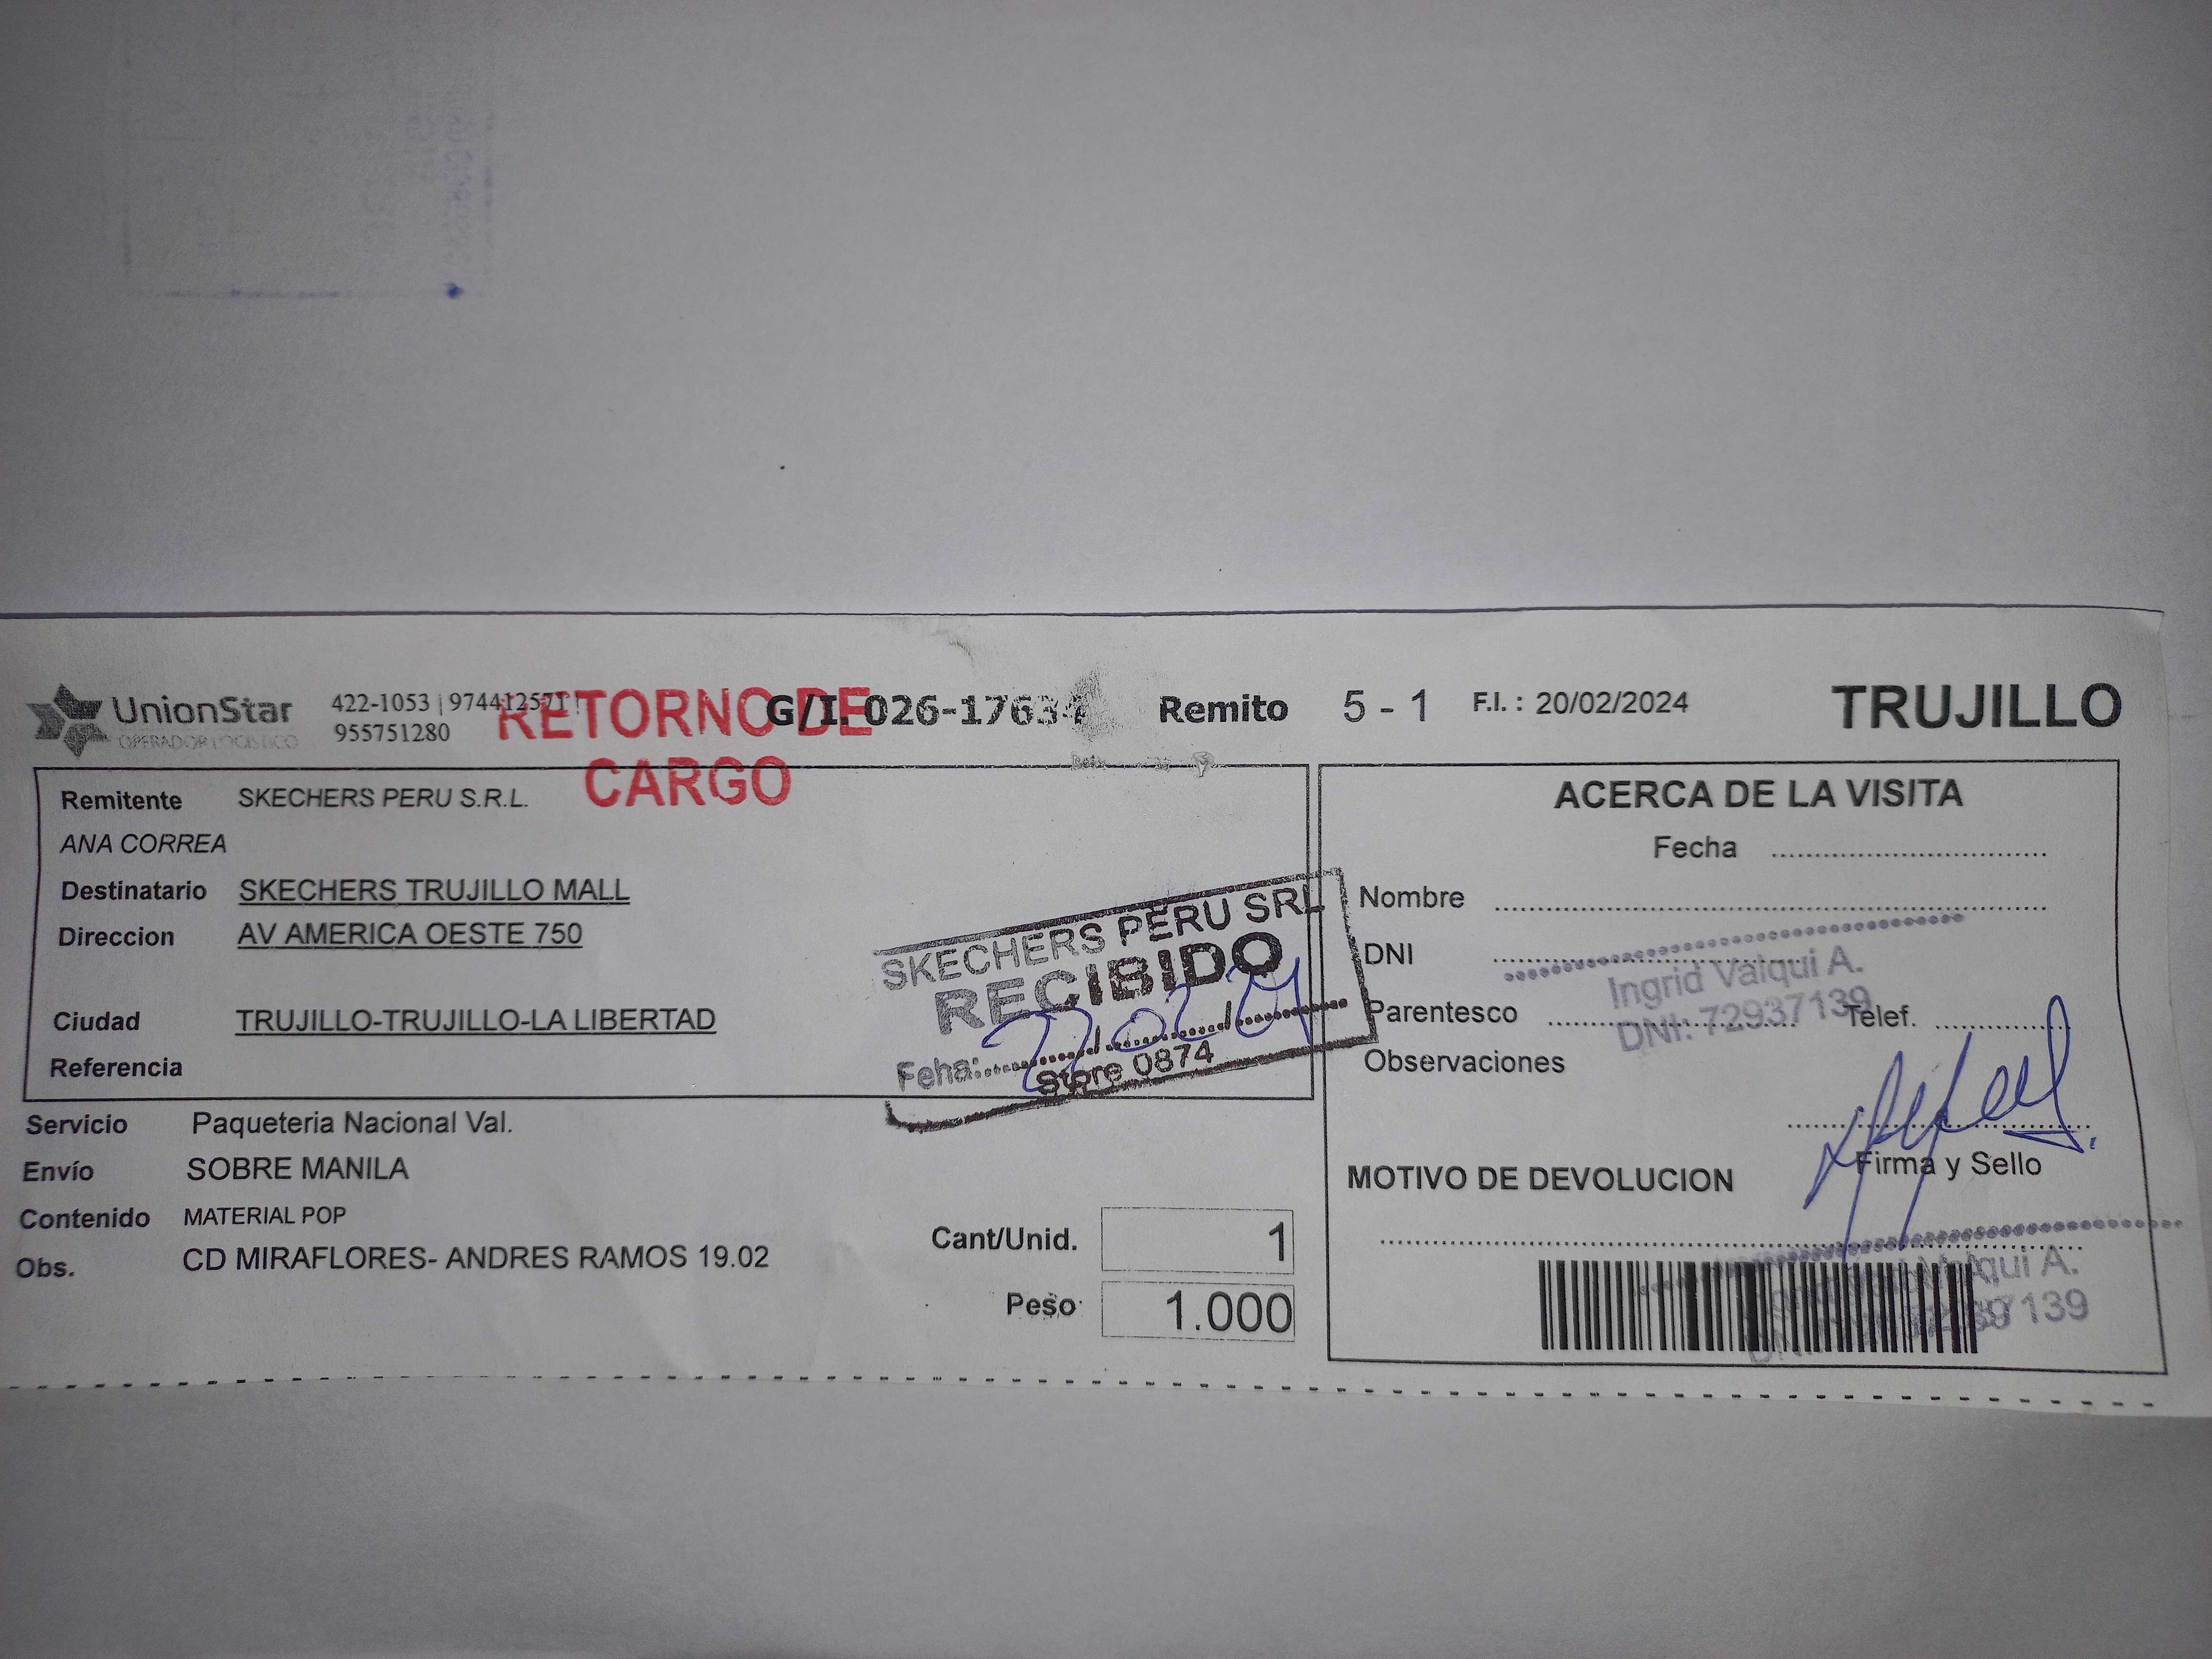 UnionStar
OPERADOR LOGISTICO
422-1053 | 974412571 |
955751280
RETORNO DE
CARGO
G/I. 026-17634
Remito 5 - 1
F.I. : 20/02/2024
TRUJILLO
Remitente SKECHERS PERU S.R.L.
ANA CORREA
Destinatario SKECHERS TRUJILLO MALL
Direccion AV AMERICA OESTE 750
Ciudad TRUJILLO-TRUJILLO-LA LIBERTAD
Referencia
SKECHERS PERU SRL
RECIBIDO
Feha:
Store 0874
Servicio Paqueteria Nacional Val.
Envío SOBRE MANILA
Contenido MATERIAL POP
Obs. CD MIRAFLORES- ANDRES RAMOS 19.02
Cant/Unid. 1
Peso 1.000
ACERCA DE LA VISITA
Fecha
Nombre
DNI
Ingrid Valqui A.
DNI: 72937139
Parentesco
Telef.
Observaciones
Firma y Sello
MOTIVO DE DEVOLUCION
Valqui A.
139